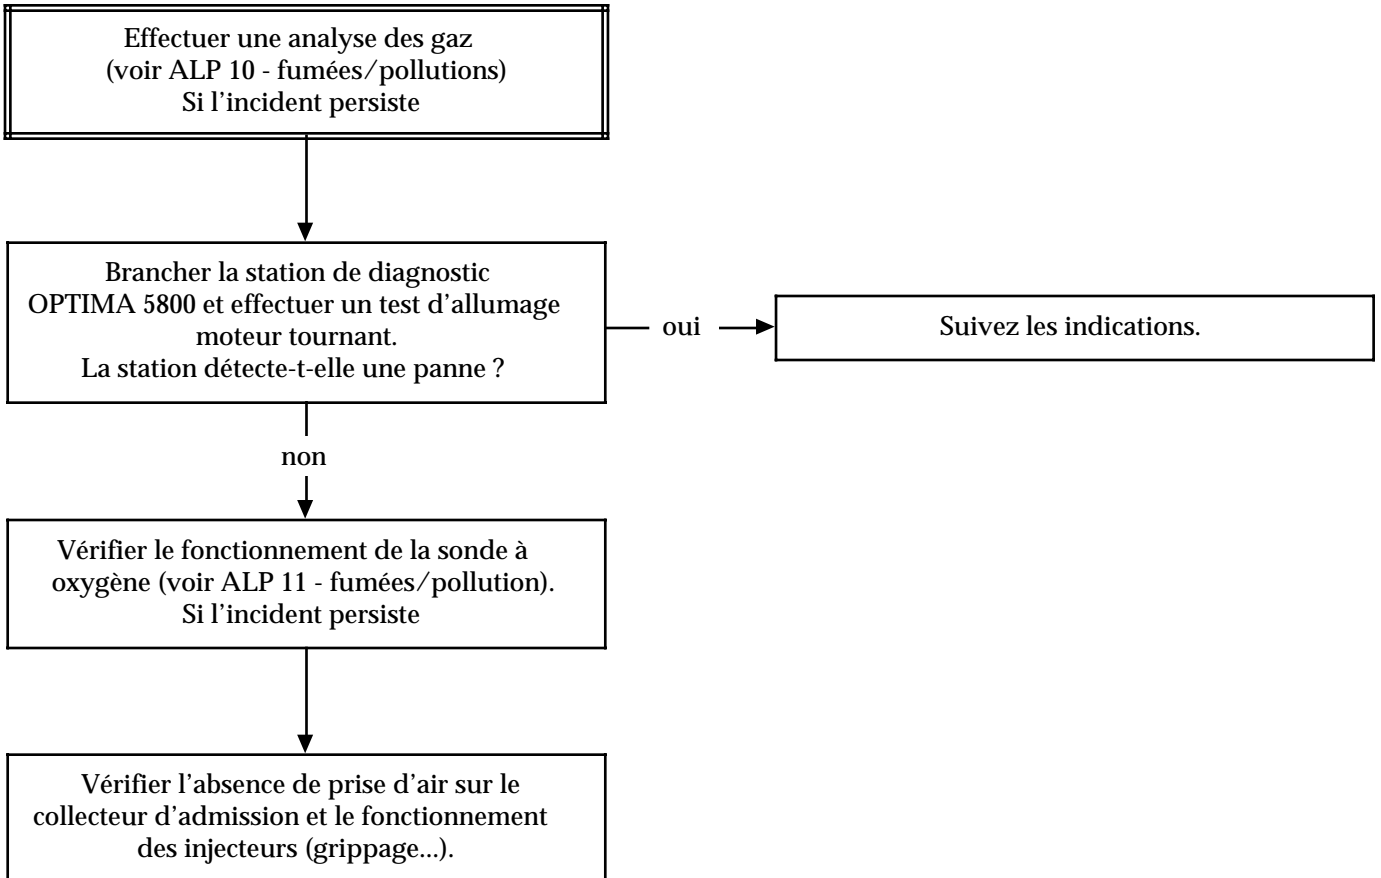 Effectuer une analyse des gaz
(voir ALP 10 - fumées/pollutions)
Si l’incident persiste
Brancher la station de diagnostic
OPTIMA 5800 et effectuer un test d’allumage
moteur tournant.
La station détecte-t-elle une panne ?
oui
Suivez les indications.
non
Vérifier le fonctionnement de la sonde à
oxygène (voir ALP 11 - fumées/pollution).
Si l’incident persiste
Vérifier l’absence de prise d’air sur le
collecteur d’admission et le fonctionnement
des injecteurs (grippage...).